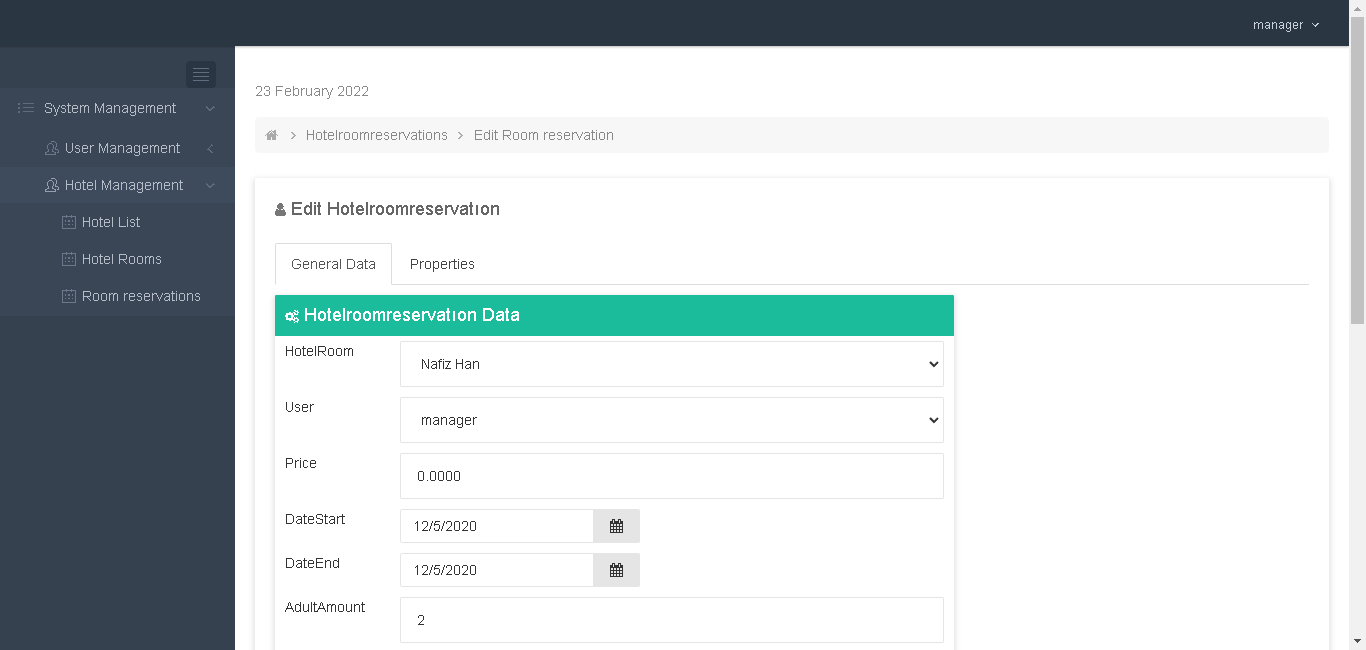 manager
23 February 2022
System Management
User Management
Hotel Management
Hotel List
Hotel Rooms
Room reservations
Hotelroomreservations > Edit Room reservation
Edit Hotelroomreservatıon
General Data Properties
Hotelroomreservatıon Data
HotelRoom Nafiz Han
User manager
Price 0.0000
DateStart 12/5/2020
DateEnd 12/5/2020
AdultAmount 2